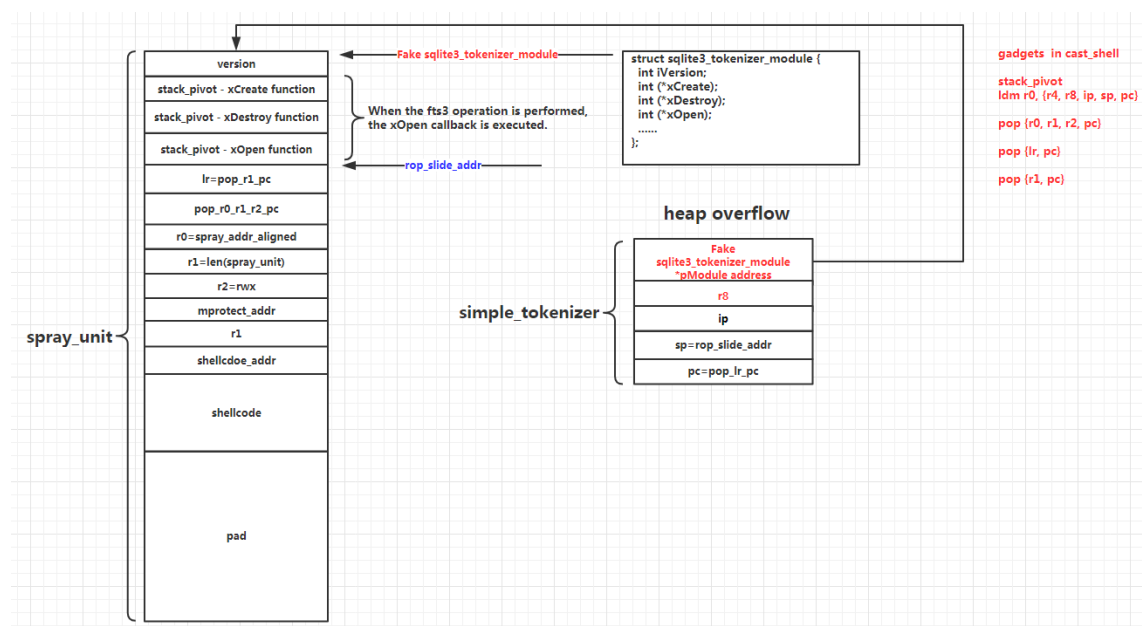 version
stack_pivot - xCreate function
stack_pivot - xDestroy function
stack_pivot - xOpen function
lr=pop_r1_pc
pop_r0_r1_r2_pc
r0=spray_addr_aligned
r1=len(spray_unit)
r2=rwx
mprotect_addr
r1
shellcdoe_addr
shellcode
pad
spray_unit
Fake sqlite3_tokenizer_module
When the fts3 operation is performed,
the xOpen callback is executed.
rop_slide_addr
struct sqlite3_tokenizer_module {
int iVersion;
int (*xCreate);
int (*xDestroy);
int (*xOpen);
......
};
heap overflow
Fake
sqlite3_tokenizer_module
*pModule address
r8
ip
sp=rop_slide_addr
pc=pop_lr_pc
simple_tokenizer
gadgets in cast_shell
stack_pivot
ldm r0, {r4, r8, ip, sp, pc}
pop {r0, r1, r2, pc}
pop {lr, pc}
pop {r1, pc}